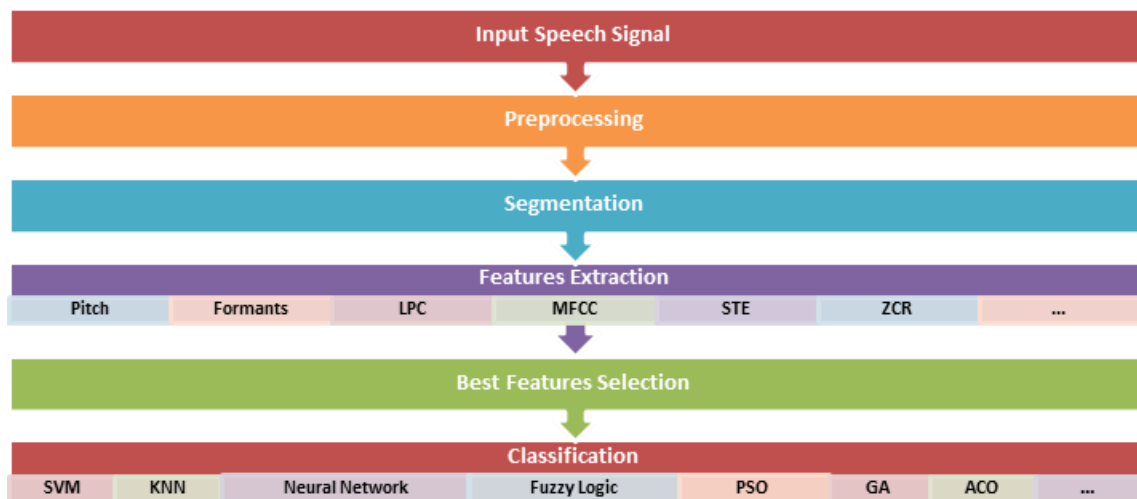 Input Speech Signal
Preprocessing
Segmentation
Features Extraction
Pitch Formants LPC MFCC STE ZCR ...
Best Features Selection
Classification
SVM KNN Neural Network Fuzzy Logic PSO GA ACO ...